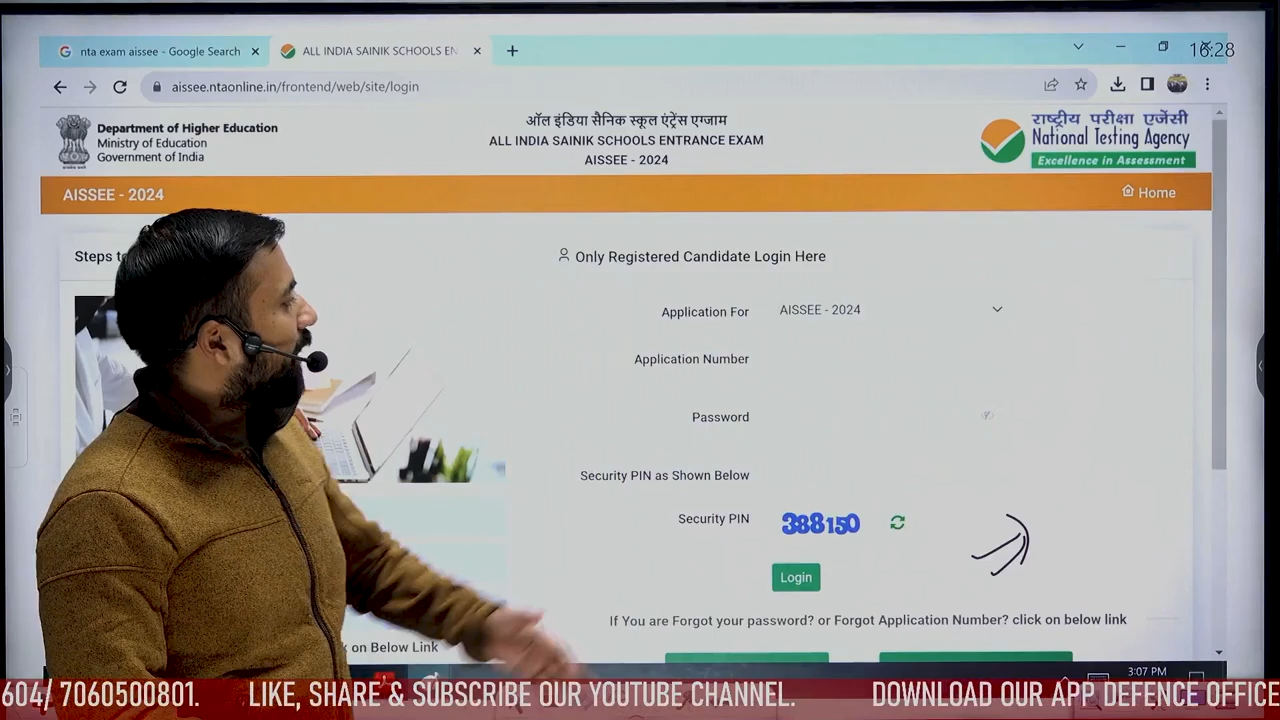 nta exam aissee - Google Search
ALL INDIA SAINIK SCHOOLS EN
16:28
aissee.ntaonline.in/frontend/web/site/login
Department of Higher Education
Ministry of Education
Government of India
ऑल इंडिया सैनिक स्कूल एंट्रेंस एग्जाम
ALL INDIA SAINIK SCHOOLS ENTRANCE EXAM
AISSEE - 2024
राष्ट्रीय परीक्षा एजेंसी
National Testing Agency
Excellence in Assessment
AISSEE - 2024
Home
Steps
Only Registered Candidate Login Here
Application For
AISSEE - 2024
Application Number
Password
Security PIN as Shown Below
Security PIN
388150
Login
If You are Forgot your password? or Forgot Application Number? click on below link
on Below Link
3:07 PM
604/ 7060500801. LIKE, SHARE & SUBSCRIBE OUR YOUTUBE CHANNEL. DOWNLOAD OUR APP DEFENCE OFFICE